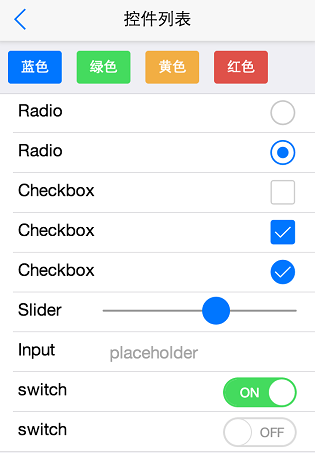 控件列表
蓝色 绿色 黄色 红色
Radio
Radio
Checkbox
Checkbox
Checkbox
Slider
Input placeholder
switch ON
switch OFF